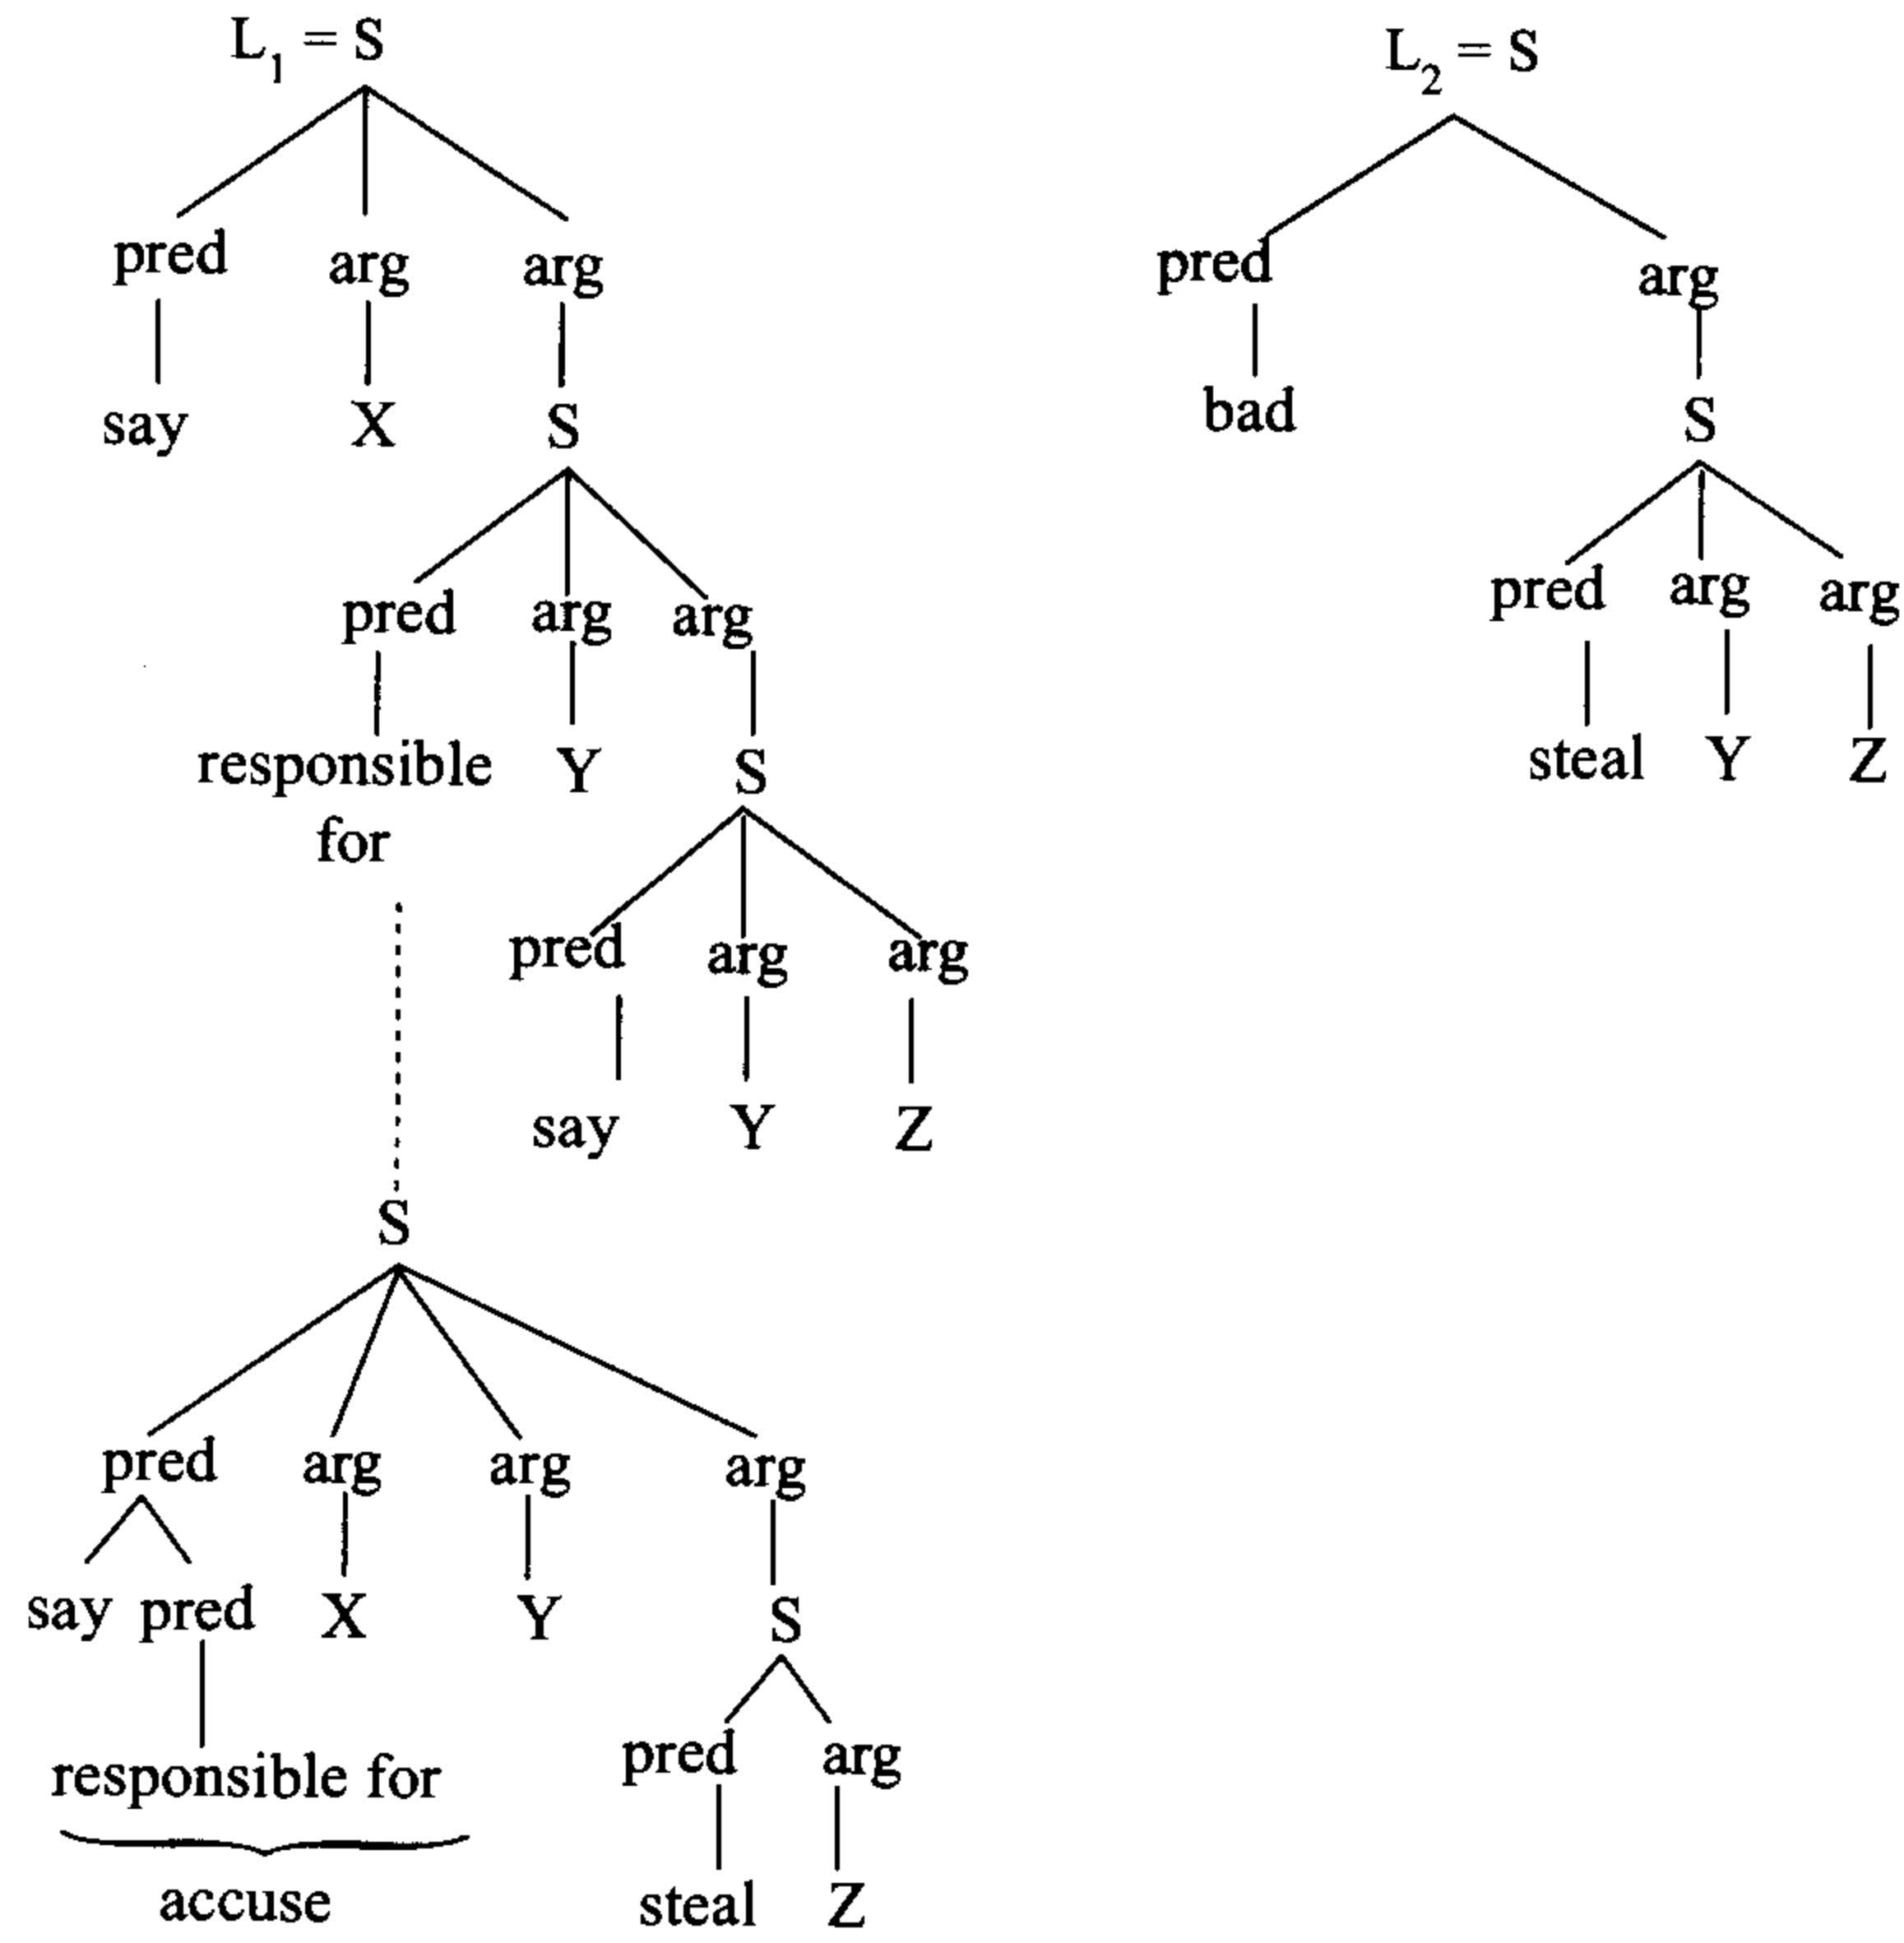 L₁ = S
L₂ = S
pred arg arg
pred arg
say X S
bad S
pred arg arg
pred arg arg
responsible for Y S
steal Y Z
pred arg arg
say Y Z
S
pred arg arg arg
say pred X Y S
responsible for
pred arg
accuse
steal Z